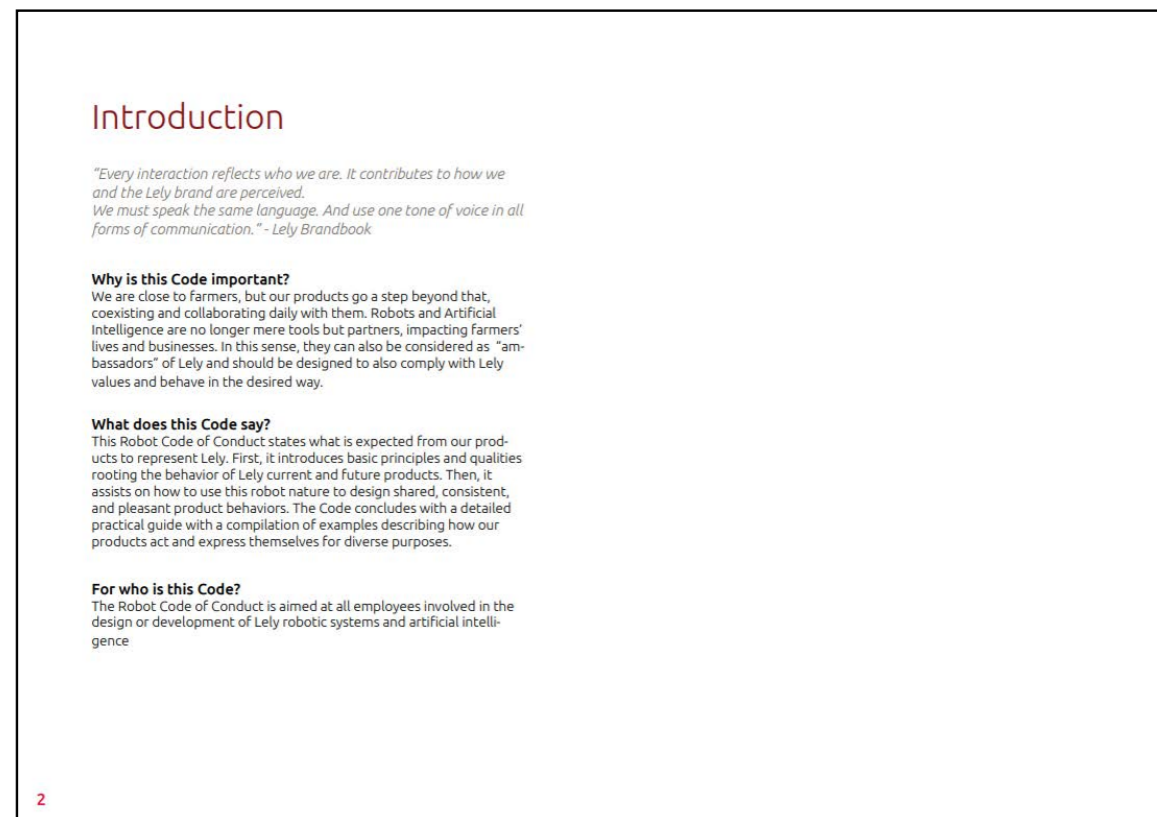 Introduction
"Every interaction reflects who we are. It contributes to how we
and the Lely brand are perceived.
We must speak the same language. And use one tone of voice in all
forms of communication." - Lely Brandbook
Why is this Code important?
We are close to farmers, but our products go a step beyond that,
coexisting and collaborating daily with them. Robots and Artificial
Intelligence are no longer mere tools but partners, impacting farmers'
lives and businesses. In this sense, they can also be considered as "am-
bassadors" of Lely and should be designed to also comply with Lely
values and behave in the desired way.
What does this Code say?
This Robot Code of Conduct states what is expected from our prod-
ucts to represent Lely. First, it introduces basic principles and qualities
rooting the behavior of Lely current and future products. Then, it
assists on how to use this robot nature to design shared, consistent,
and pleasant product behaviors. The Code concludes with a detailed
practical guide with a compilation of examples describing how our
products act and express themselves for diverse purposes.
For who is this Code?
The Robot Code of Conduct is aimed at all employees involved in the
design or development of Lely robotic systems and artificial intelli-
gence
2